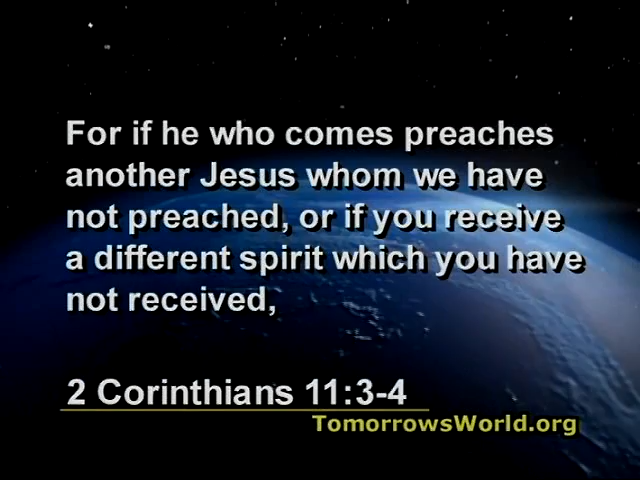 For if he who comes preaches
another Jesus whom we have
not preached, or if you receive
a different spirit which you have
not received,
2 Corinthians 11:3-4
TomorrowsWorld.org